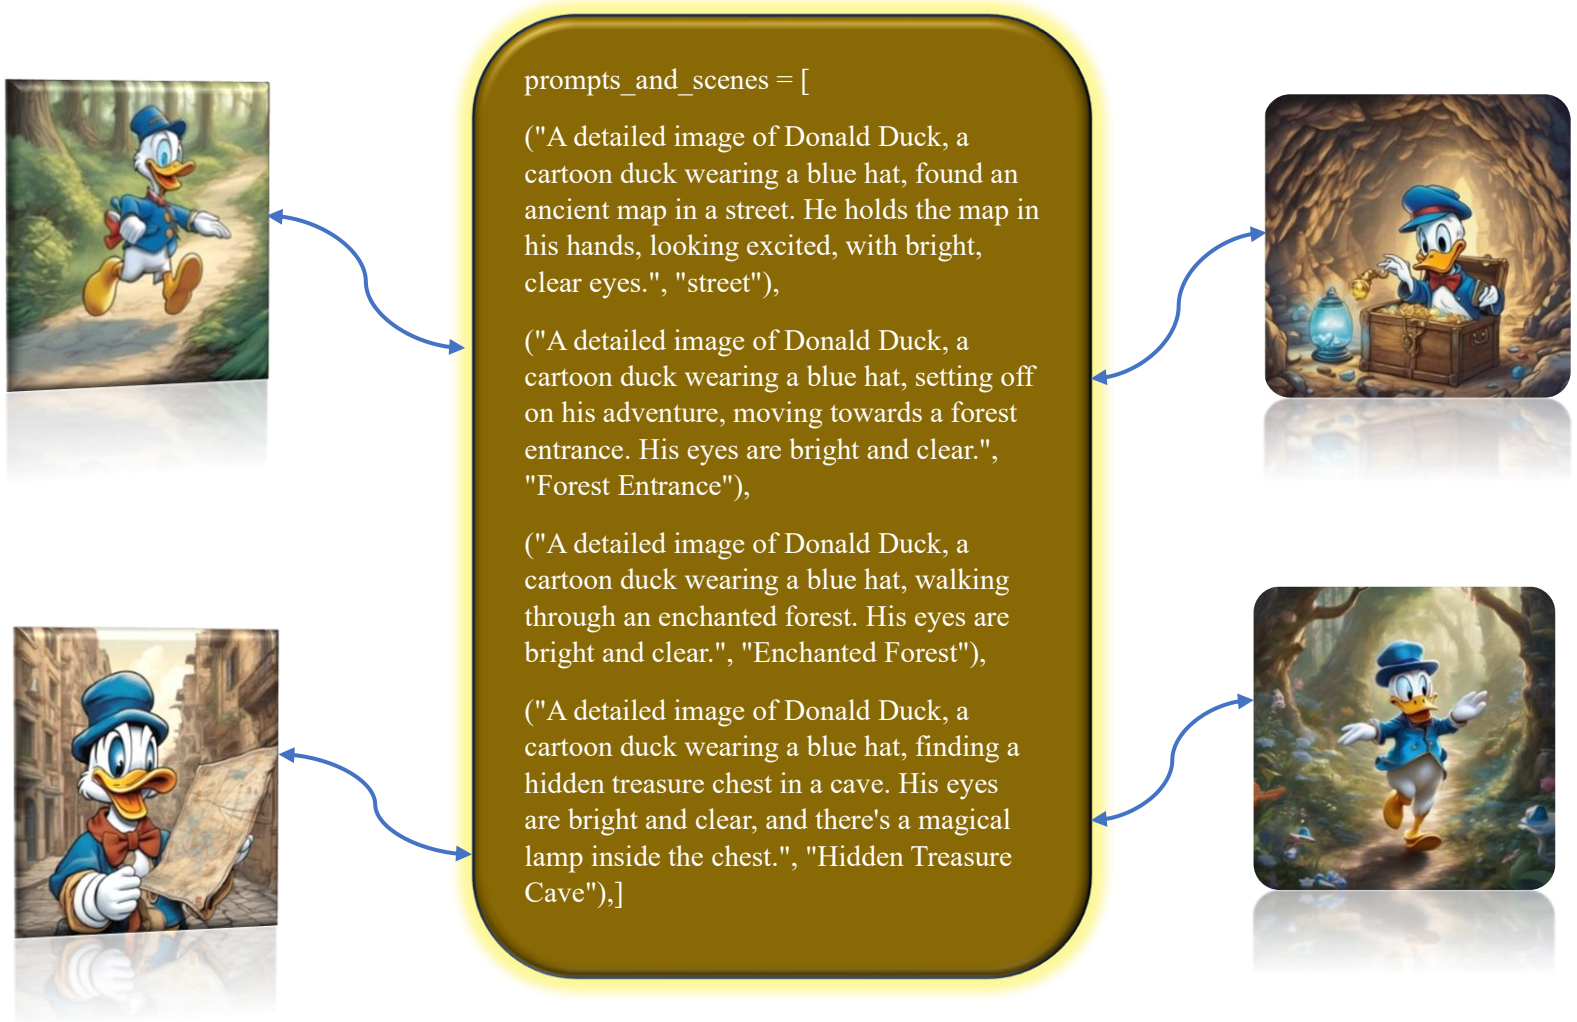 prompts_and_scenes = [
("A detailed image of Donald Duck, a
cartoon duck wearing a blue hat, found an
ancient map in a street. He holds the map in
his hands, looking excited, with bright,
clear eyes.", "street"),
("A detailed image of Donald Duck, a
cartoon duck wearing a blue hat, setting off
on his adventure, moving towards a forest
entrance. His eyes are bright and clear.",
"Forest Entrance"),
("A detailed image of Donald Duck, a
cartoon duck wearing a blue hat, walking
through an enchanted forest. His eyes are
bright and clear.", "Enchanted Forest"),
("A detailed image of Donald Duck, a
cartoon duck wearing a blue hat, finding a
hidden treasure chest in a cave. His eyes
are bright and clear, and there's a magical
lamp inside the chest.", "Hidden Treasure
Cave"),]